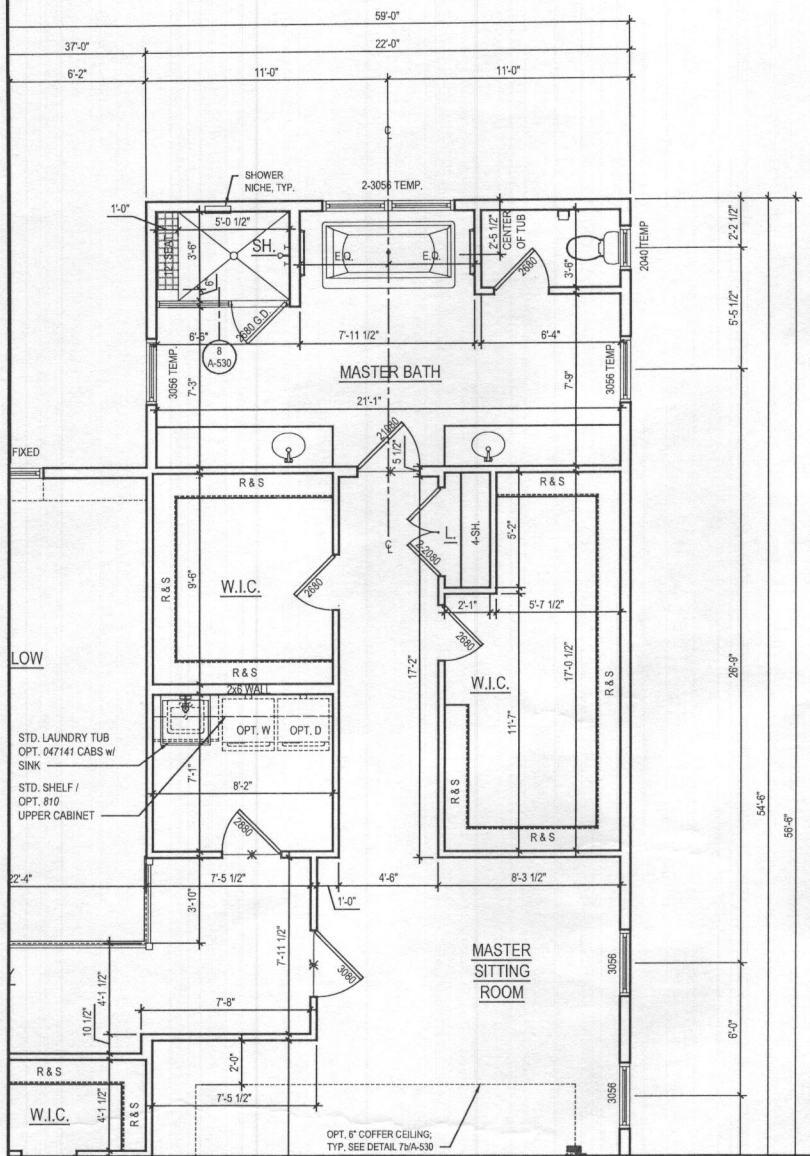 59'-0"
37'-0"
22'-0"
6'-2"
11'-0"
11'-0"
SHOWER
NICHE, TYP.
2-3056 TEMP.
1'-0"
5'-0 1/2"
12" SEAT
3'-6"
SH.
6"
E.Q.
E.Q.
2'-5 1/2"
CENTER
OF TUB
2680
3'-6"
2040 TEMP
2'-2 1/2"
5'-5 1/2"
2680 G.D.
6'-6"
8
A-530
7'-11 1/2"
6'-4"
3056 TEMP.
7'-3"
MASTER BATH
7'-9"
3056 TEMP
21'-1"
21080
5 1/2"
FIXED
R & S
R & S
9'-6"
R & S
W.I.C.
2680
L.
2-2080
4-SH.
5'-2"
2'-1"
5'-7 1/2"
2680
W.I.C.
17'-0 1/2"
R & S
17'-2"
11'-7"
R & S
R & S
R & S
26'-9"
54'-6"
56'-6"
LOW
2x6 WALL
OPT. W
OPT. D
STD. LAUNDRY TUB
OPT. 047141 CABS w/
SINK
STD. SHELF /
OPT. 810
UPPER CABINET
7'-1"
8'-2"
2880
22'-4"
7'-5 1/2"
1'-0"
4'-6"
8'-3 1/2"
3'-10"
7'-11 1/2"
3080
MASTER
SITTING
ROOM
3056
4'-1 1/2"
10 1/2"
7'-8"
2'-0"
6'-0"
7'-5 1/2"
3056
R & S
W.I.C.
4'-1 1/2"
R & S
OPT. 6" COFFER CEILING;
TYP. SEE DETAIL 7b/A-530